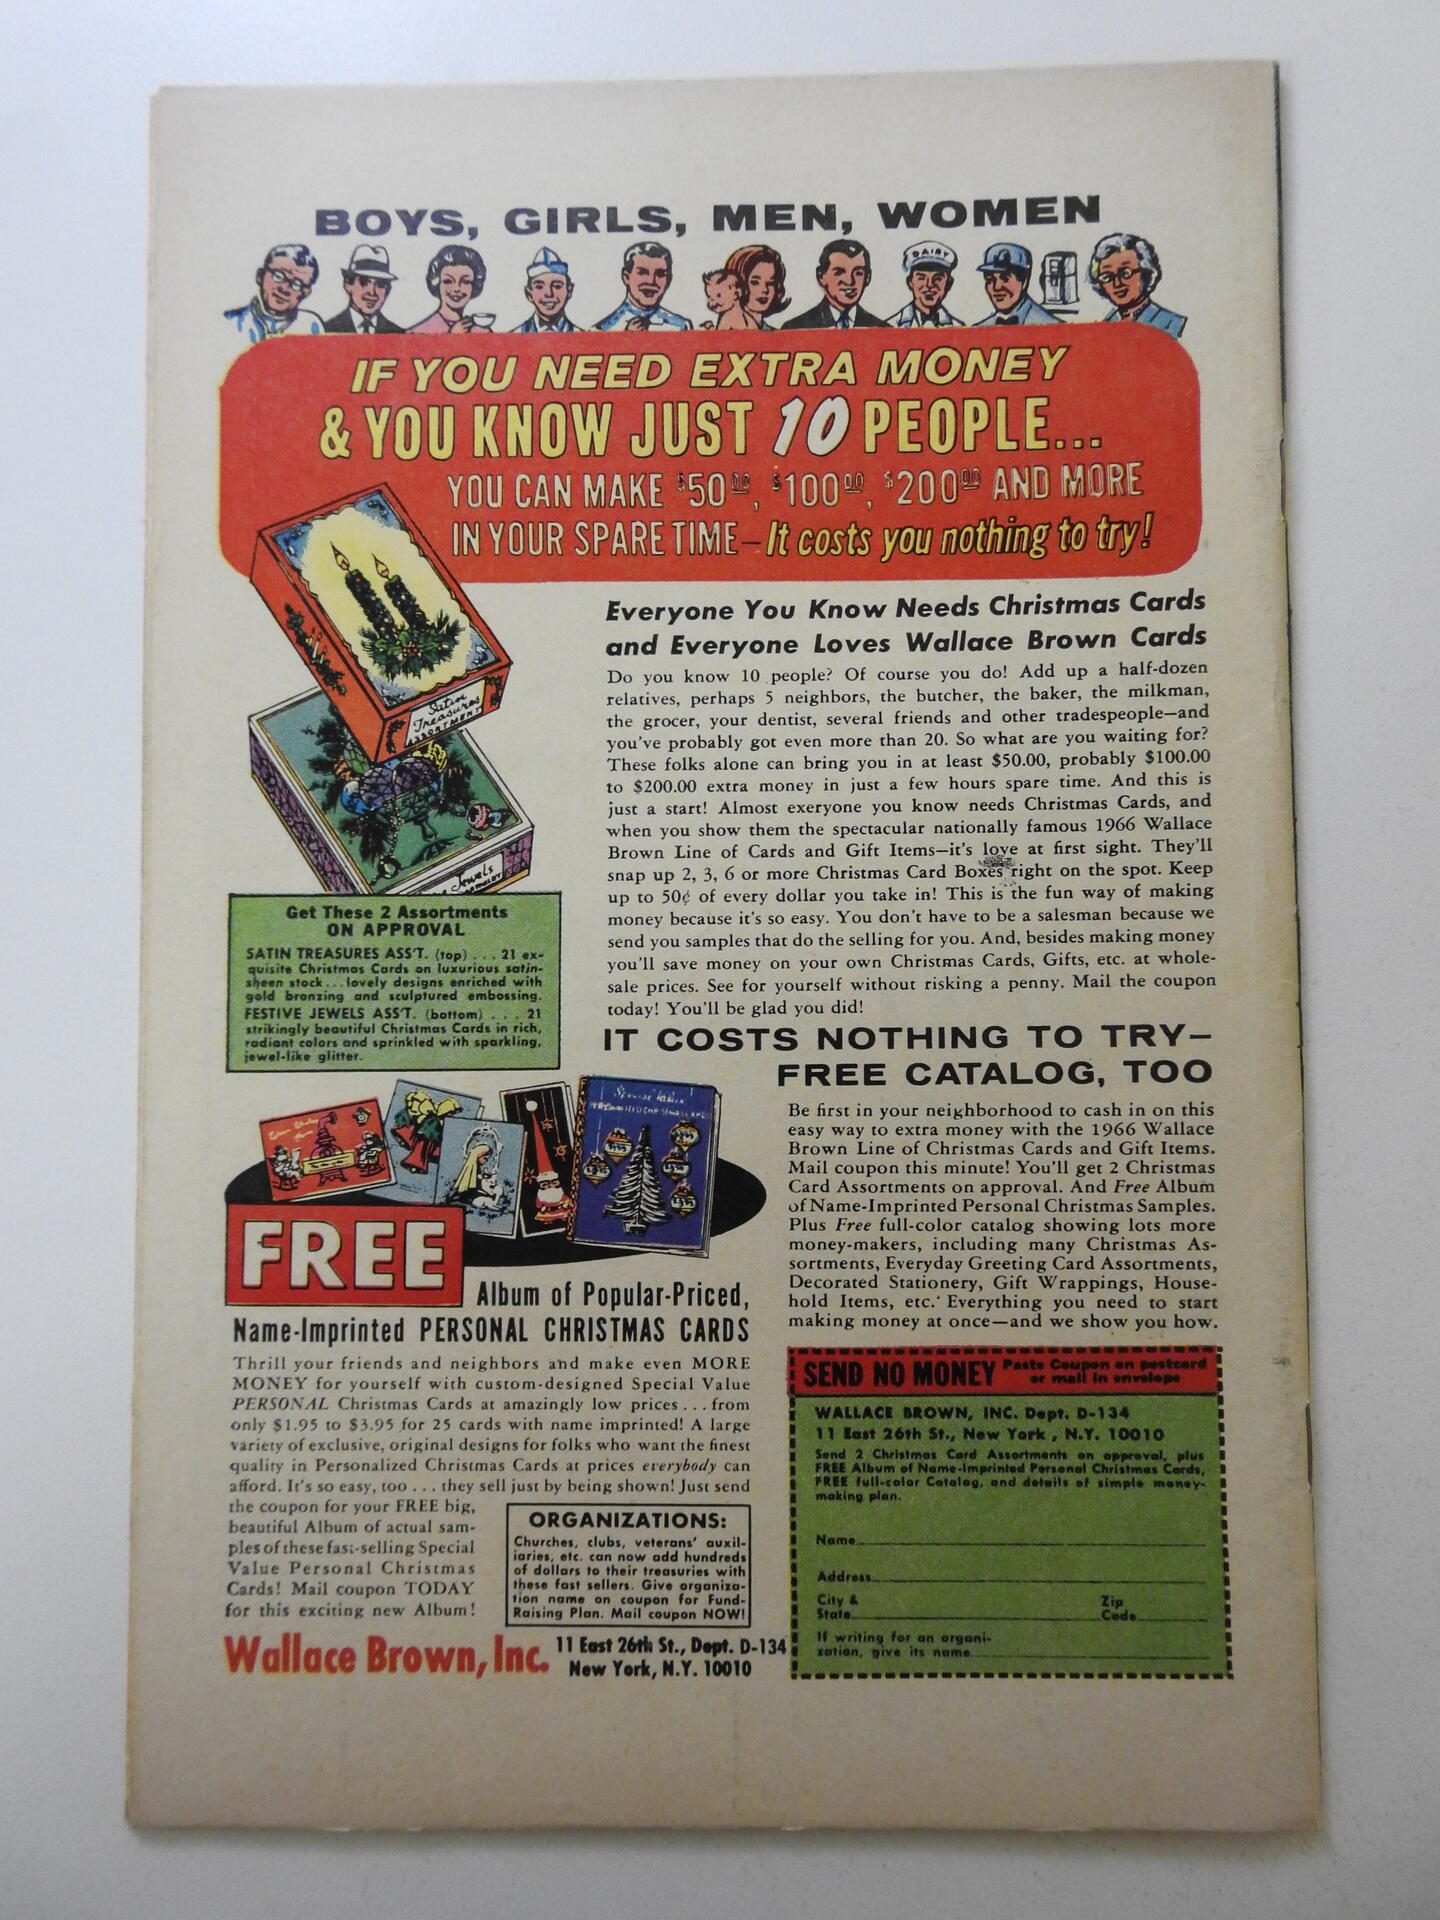 BOYS, GIRLS, MEN, WOMEN
DAIRY
IF YOU NEED EXTRA MONEY
& YOU KNOW JUST 10 PEOPLE...
YOU CAN MAKE $50.00, $100.00, $200.00 AND MORE
IN YOUR SPARE TIME—It costs you nothing to try!
Satin
Treasures
ASSORTMENT
Jewels
Everyone You Know Needs Christmas Cards
and Everyone Loves Wallace Brown Cards
Do you know 10 people? Of course you do! Add up a half-dozen
relatives, perhaps 5 neighbors, the butcher, the baker, the milkman,
the grocer, your dentist, several friends and other tradespeople—and
you've probably got even more than 20. So what are you waiting for?
These folks alone can bring you in at least $50.00, probably $100.00
to $200.00 extra money in just a few hours spare time. And this is
just a start! Almost exeryone you know needs Christmas Cards, and
when you show them the spectacular nationally famous 1966 Wallace
Brown Line of Cards and Gift Items—it's love at first sight. They'll
snap up 2, 3, 6 or more Christmas Card Boxes right on the spot. Keep
up to 50¢ of every dollar you take in! This is the fun way of making
money because it's so easy. You don't have to be a salesman because we
send you samples that do the selling for you. And, besides making money
you'll save money on your own Christmas Cards, Gifts, etc. at whole-
sale prices. See for yourself without risking a penny. Mail the coupon
today! You'll be glad you did!
Get These 2 Assortments
ON APPROVAL
SATIN TREASURES ASS'T. (top) . . . 21 ex-
quisite Christmas Cards on luxurious satin-
sheen stock...lovely designs enriched with
gold bronzing and sculptured embossing.
FESTIVE JEWELS ASS'T. (bottom) . . . 21
strikingly beautiful Christmas Cards in rich,
radiant colors and sprinkled with sparkling,
jewel-like glitter.
IT COSTS NOTHING TO TRY—
FREE CATALOG, TOO
Be first in your neighborhood to cash in on this
easy way to extra money with the 1966 Wallace
Brown Line of Christmas Cards and Gift Items.
Mail coupon this minute! You'll get 2 Christmas
Card Assortments on approval. And Free Album
of Name-Imprinted Personal Christmas Samples.
Plus Free full-color catalog showing lots more
money-makers, including many Christmas As-
sortments, Everyday Greeting Card Assortments,
Decorated Stationery, Gift Wrappings, House-
hold Items, etc. Everything you need to start
making money at once—and we show you how.
FREE
Album of Popular-Priced,
Name-Imprinted PERSONAL CHRISTMAS CARDS
Thrill your friends and neighbors and make even MORE
MONEY for yourself with custom-designed Special Value
PERSONAL Christmas Cards at amazingly low prices . . . from
only $1.95 to $3.95 for 25 cards with name imprinted! A large
variety of exclusive, original designs for folks who want the finest
quality in Personalized Christmas Cards at prices everybody can
afford. It's so easy, too . . . they sell just by being shown! Just send
the coupon for your FREE big,
beautiful Album of actual sam-
ples of these fast-selling Special
Value Personal Christmas
Cards! Mail coupon TODAY
for this exciting new Album!
ORGANIZATIONS:
Churches, clubs, veterans' auxil-
iaries, etc. can now add hundreds
of dollars to their treasuries with
these fast sellers. Give organiza-
tion name on coupon for Fund-
Raising Plan. Mail coupon NOW!
Wallace Brown, Inc.
11 East 26th St., Dept. D-134
New York, N.Y. 10010
SEND NO MONEY Paste Coupon on postcard
or mail in envelope
WALLACE BROWN, INC. Dept. D-134
11 East 26th St., New York , N.Y. 10010
Send 2 Christmas Card Assortments on approval, plus
FREE Album of Name-Imprinted Personal Christmas Cards,
FREE full-color Catalog, and details of simple money-
making plan.
Name
Address
City &
State
Zip
Code
If writing for an organi-
zation, give its name